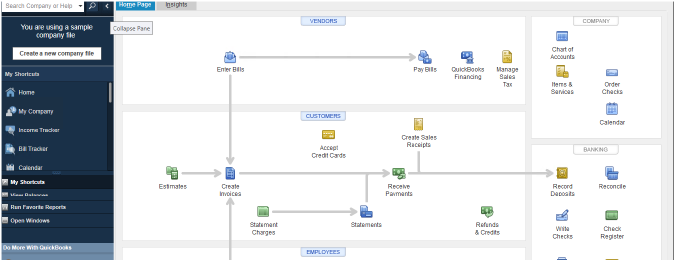 Search Company or Help
Home Page
Insights
You are using a sample
company file
Collapse Pane
Create a new company file
My Shortcuts
Home
My Company
Income Tracker
Bill Tracker
Calendar
My Shortcuts
View Balances
Run Favorite Reports
Open Windows
Do More With QuickBooks
VENDORS
Enter Bills
Pay Bills
QuickBooks
Financing
Manage
Sales
Tax
CUSTOMERS
Accept
Credit Cards
Create Sales
Receipts
Estimates
Create
Invoices
Receive
Payments
Statement
Charges
Statements
Refunds
& Credits
EMPLOYEES
COMPANY
Chart of
Accounts
Items &
Services
Order
Checks
Calendar
BANKING
Record
Deposits
Reconcile
Write
Checks
Check
Register